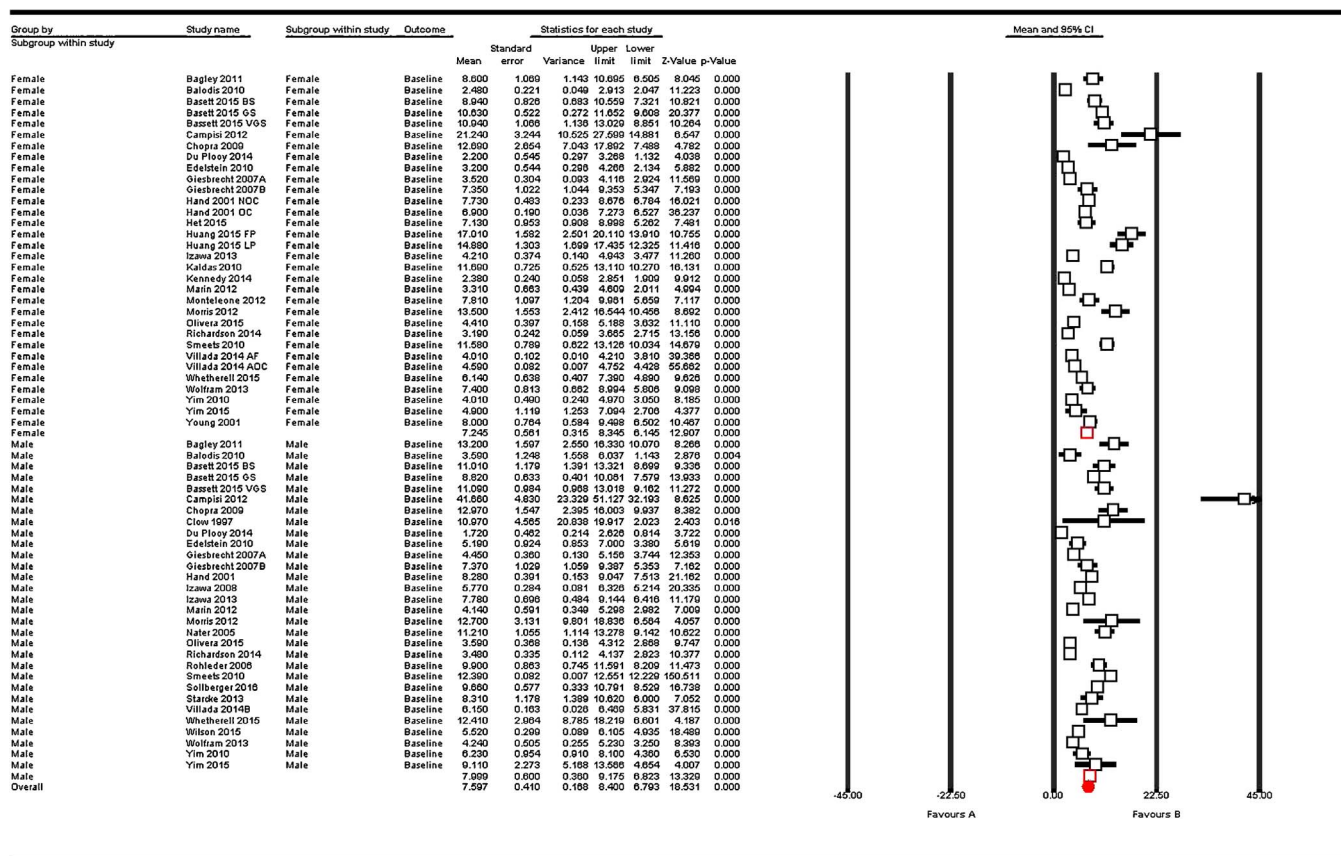 Group by Study name Subgroup within study Outcome Statistics for each study Mean and 95% CI
Subgroup within study
Standard Upper Lower
Mean error Variance limit limit Z-Value p-Value
Female Bagley 2011 Female Baseline 8.600 1.069 1.143 10.695 6.505 8.045 0.000
Female Balodis 2010 Female Baseline 2.480 0.221 0.049 2.913 2.047 11.223 0.000
Female Basett 2015 BS Female Baseline 8.940 0.826 0.683 10.559 7.321 10.821 0.000
Female Basett 2015 GS Female Baseline 10.630 0.522 0.272 11.652 9.608 20.377 0.000
Female Bassett 2015 VGS Female Baseline 10.940 1.066 1.136 13.029 8.851 10.264 0.000
Female Campisi 2012 Female Baseline 21.240 3.244 10.525 27.599 14.881 6.547 0.000
Female Chopra 2009 Female Baseline 12.690 2.654 7.043 17.892 7.488 4.782 0.000
Female Du Plooy 2014 Female Baseline 2.200 0.545 0.297 3.268 1.132 4.038 0.000
Female Edelstein 2010 Female Baseline 3.200 0.544 0.296 4.266 2.134 5.882 0.000
Female Giesbrecht 2007A Female Baseline 3.520 0.304 0.093 4.116 2.924 11.569 0.000
Female Giesbrecht 2007B Female Baseline 7.350 1.022 1.044 9.353 5.347 7.193 0.000
Female Hand 2001 NOC Female Baseline 7.730 0.483 0.233 8.676 6.784 16.021 0.000
Female Hand 2001 OC Female Baseline 6.900 0.190 0.036 7.273 6.527 36.237 0.000
Female Het 2015 Female Baseline 7.130 0.953 0.908 8.998 5.262 7.481 0.000
Female Huang 2015 FP Female Baseline 17.010 1.582 2.501 20.110 13.910 10.755 0.000
Female Huang 2015 LP Female Baseline 14.880 1.303 1.699 17.435 12.325 11.416 0.000
Female Izawa 2013 Female Baseline 4.210 0.374 0.140 4.943 3.477 11.260 0.000
Female Kaldas 2010 Female Baseline 11.690 0.725 0.525 13.110 10.270 16.131 0.000
Female Kennedy 2014 Female Baseline 2.380 0.240 0.058 2.851 1.909 9.912 0.000
Female Marin 2012 Female Baseline 3.310 0.663 0.439 4.609 2.011 4.994 0.000
Female Monteleone 2012 Female Baseline 7.810 1.097 1.204 9.961 5.659 7.117 0.000
Female Morris 2012 Female Baseline 13.500 1.553 2.412 16.544 10.456 8.692 0.000
Female Olivera 2015 Female Baseline 4.410 0.397 0.158 5.188 3.632 11.110 0.000
Female Richardson 2014 Female Baseline 3.190 0.242 0.059 3.665 2.715 13.156 0.000
Female Smeets 2010 Female Baseline 11.580 0.789 0.622 13.126 10.034 14.679 0.000
Female Villada 2014 AF Female Baseline 4.010 0.102 0.010 4.210 3.810 39.366 0.000
Female Villada 2014 AOC Female Baseline 4.590 0.082 0.007 4.752 4.428 55.682 0.000
Female Whetherell 2015 Female Baseline 6.140 0.638 0.407 7.390 4.890 9.626 0.000
Female Wolfram 2013 Female Baseline 7.400 0.813 0.662 8.994 5.806 9.098 0.000
Female Yim 2010 Female Baseline 4.010 0.490 0.240 4.970 3.050 8.185 0.000
Female Yim 2015 Female Baseline 4.900 1.119 1.253 7.094 2.706 4.377 0.000
Female Young 2001 Female Baseline 8.000 0.764 0.584 9.498 6.502 10.467 0.000
Female 7.245 0.561 0.315 8.345 6.145 12.907 0.000
Male Bagley 2011 Male Baseline 13.200 1.597 2.550 16.330 10.070 8.266 0.000
Male Balodis 2010 Male Baseline 3.590 1.248 1.558 6.037 1.143 2.876 0.004
Male Basett 2015 BS Male Baseline 11.010 1.179 1.391 13.321 8.699 9.336 0.000
Male Basett 2015 GS Male Baseline 8.820 0.633 0.401 10.061 7.579 13.933 0.000
Male Bassett 2015 VGS Male Baseline 11.090 0.984 0.968 13.018 9.162 11.272 0.000
Male Campisi 2012 Male Baseline 41.660 4.830 23.329 51.127 32.193 8.625 0.000
Male Chopra 2009 Male Baseline 12.970 1.547 2.395 16.003 9.937 8.382 0.000
Male Clow 1997 Male Baseline 10.970 4.565 20.838 19.917 2.023 2.403 0.016
Male Du Plooy 2014 Male Baseline 1.720 0.462 0.214 2.626 0.814 3.722 0.000
Male Edelstein 2010 Male Baseline 5.190 0.924 0.853 7.000 3.380 5.619 0.000
Male Giesbrecht 2007A Male Baseline 4.450 0.360 0.130 5.156 3.744 12.353 0.000
Male Giesbrecht 2007B Male Baseline 7.370 1.029 1.059 9.387 5.353 7.162 0.000
Male Hand 2001 Male Baseline 8.280 0.391 0.153 9.047 7.513 21.162 0.000
Male Izawa 2008 Male Baseline 5.770 0.284 0.081 6.326 5.214 20.335 0.000
Male Izawa 2013 Male Baseline 7.780 0.696 0.484 9.144 6.416 11.179 0.000
Male Marin 2012 Male Baseline 4.140 0.591 0.349 5.298 2.982 7.009 0.000
Male Morris 2012 Male Baseline 12.700 3.131 9.801 18.836 6.564 4.057 0.000
Male Nater 2005 Male Baseline 11.210 1.055 1.114 13.278 9.142 10.622 0.000
Male Olivera 2015 Male Baseline 3.590 0.368 0.136 4.312 2.868 9.747 0.000
Male Richardson 2014 Male Baseline 3.480 0.335 0.112 4.137 2.823 10.377 0.000
Male Rohleder 2006 Male Baseline 9.900 0.863 0.745 11.591 8.209 11.473 0.000
Male Smeets 2010 Male Baseline 12.390 0.082 0.007 12.551 12.229 150.511 0.000
Male Sollberger 2016 Male Baseline 9.660 0.577 0.333 10.791 8.529 16.738 0.000
Male Starcke 2013 Male Baseline 8.310 1.178 1.389 10.620 6.000 7.052 0.000
Male Villada 2014B Male Baseline 6.150 0.163 0.026 6.469 5.831 37.815 0.000
Male Whetherell 2015 Male Baseline 12.410 2.964 8.785 18.219 6.601 4.187 0.000
Male Wilson 2015 Male Baseline 5.520 0.299 0.089 6.105 4.935 18.489 0.000
Male Wolfram 2013 Male Baseline 4.240 0.505 0.255 5.230 3.250 8.393 0.000
Male Yim 2010 Male Baseline 6.230 0.954 0.910 8.100 4.360 6.530 0.000
Male Yim 2015 Male Baseline 9.110 2.273 5.168 13.566 4.654 4.007 0.000
Male 7.999 0.600 0.360 9.175 6.823 13.329 0.000
Overall 7.597 0.410 0.168 8.400 6.793 18.531 0.000
-45.00 -22.50 0.00 22.50 45.00
Favours A Favours B